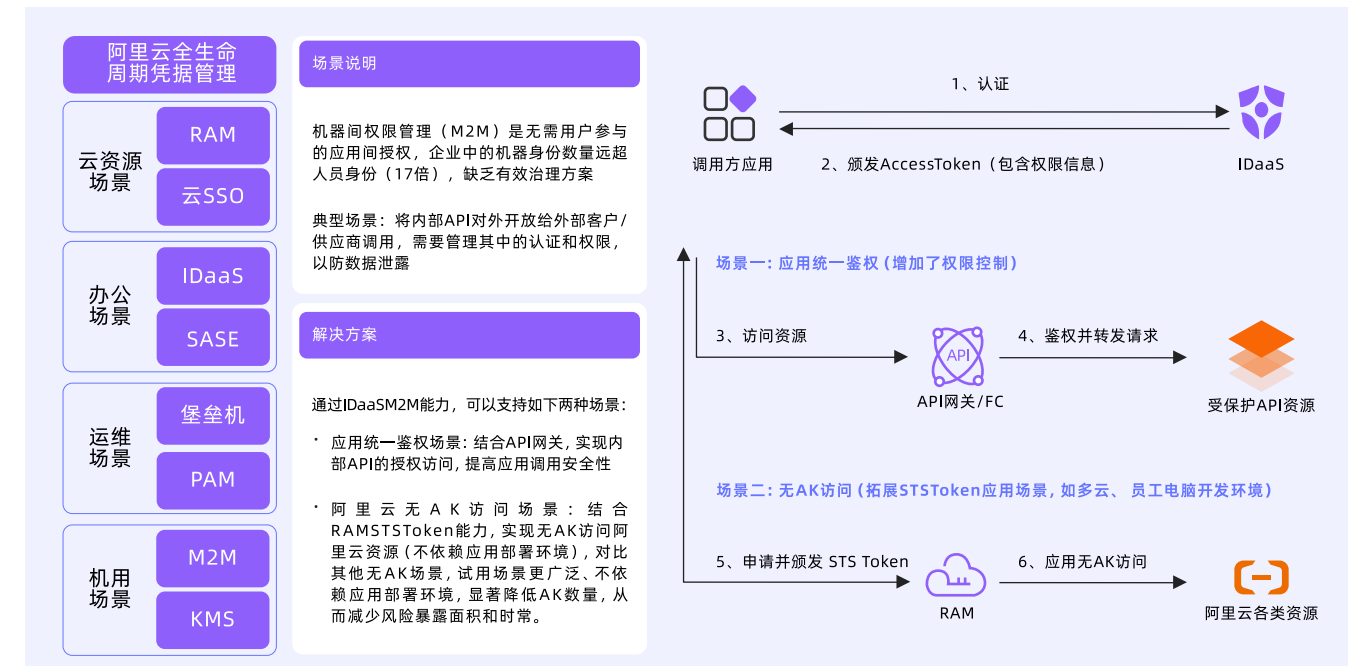 阿里云全生命
周期凭据管理
云资源
场景
RAM
云SSO
办公
场景
IDaaS
SASE
运维
场景
堡垒机
PAM
机用
场景
M2M
KMS
场景说明
机器间权限管理（M2M）是无需用户参与
的应用间授权，企业中的机器身份数量远超
人员身份（17倍），缺乏有效治理方案
典型场景：将内部API对外开放给外部客户/
供应商调用，需要管理其中的认证和权限，
以防数据泄露
解决方案
通过IDaaSM2M能力，可以支持如下两种场景：
· 应用统一鉴权场景：结合API网关，实现内
部API的授权访问，提高应用调用安全性
· 阿里云无AK访问场景：结合
RAMSTSToken能力，实现无AK访问阿
里云资源（不依赖应用部署环境），对比
其他无AK场景，试用场景更广泛、不依
赖应用部署环境，显著降低AK数量，从
而减少风险暴露面积和时常。
1、认证
2、颁发AccessToken（包含权限信息）
调用方应用
IDaaS
场景一：应用统一鉴权（增加了权限控制）
3、访问资源
API
4、鉴权并转发请求
API网关/FC
受保护API资源
场景二：无AK访问（拓展STSToken应用场景，如多云、员工电脑开发环境）
5、申请并颁发 STS Token
6、应用无AK访问
RAM
阿里云各类资源